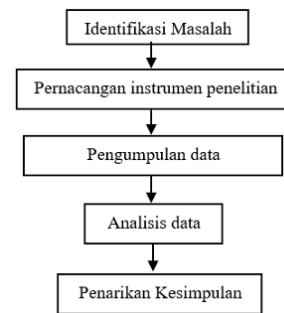 Identifikasi Masalah
Pernacangan instrumen penelitian
Pengumpulan data
Analisis data
Penarikan Kesimpulan